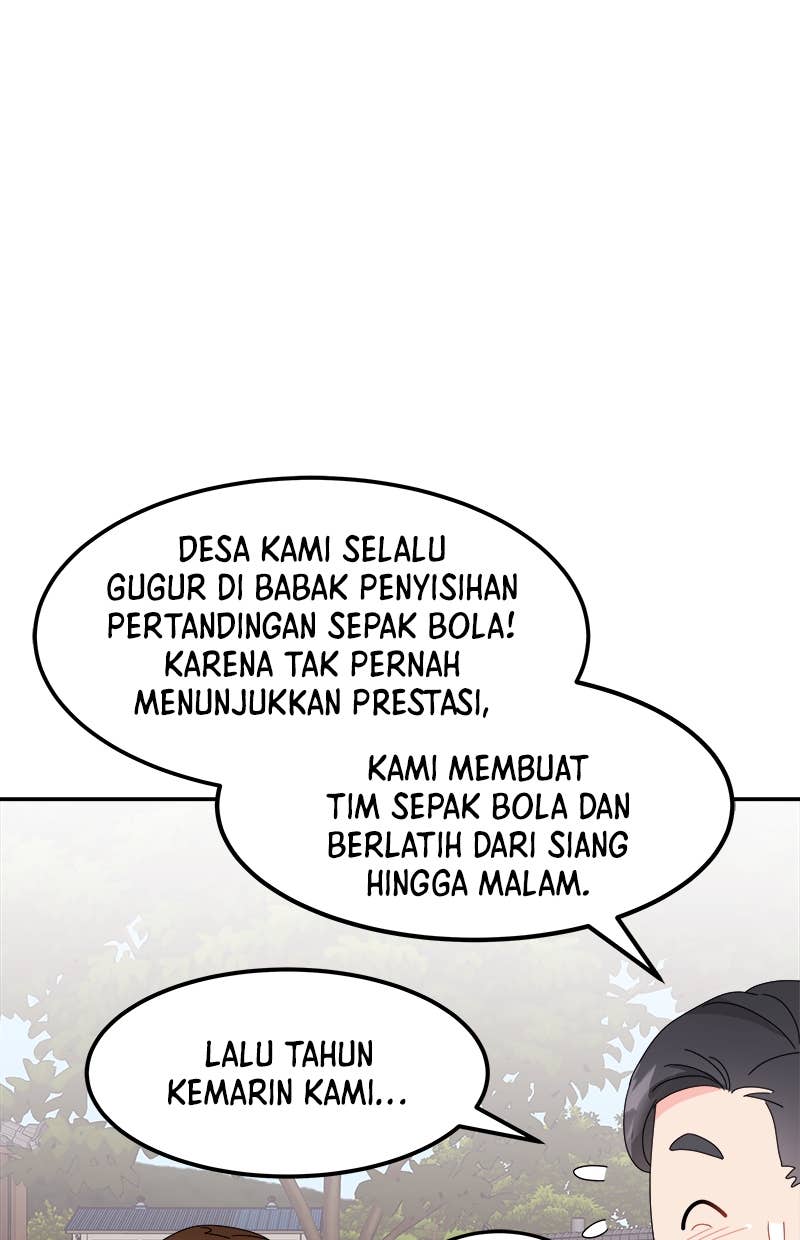 DESA KAMI SELALU
GUGUR DI BABAK PENYISIHAN
PERTANDINGAN SEPAK BOLA!
KARENA TAK PERNAH
MENUNJUKKAN PRESTASI,
KAMI MEMBUAT
TIM SEPAK BOLA DAN
BERLATIH DARI SIANG
HINGGA MALAM.
LALU TAHUN
KEMARIN KAMI...